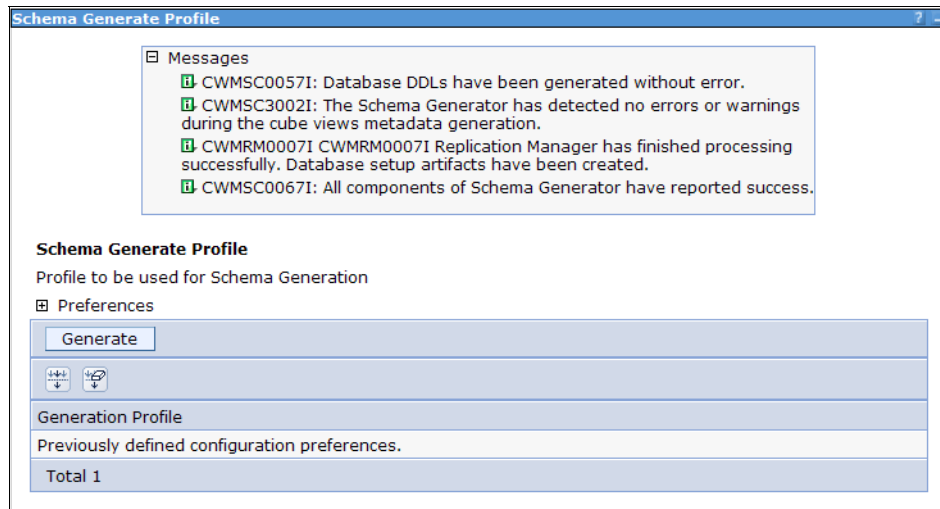 Schema Generate Profile
Messages
CWMSC0057I: Database DDLs have been generated without error.
CWMSC3002I: The Schema Generator has detected no errors or warnings
during the cube views metadata generation.
CWMRM0007I CWMRM0007I Replication Manager has finished processing
successfully. Database setup artifacts have been created.
CWMSC0067I: All components of Schema Generator have reported success.
Schema Generate Profile
Profile to be used for Schema Generation
Preferences
Generate
Generation Profile
Previously defined configuration preferences.
Total 1